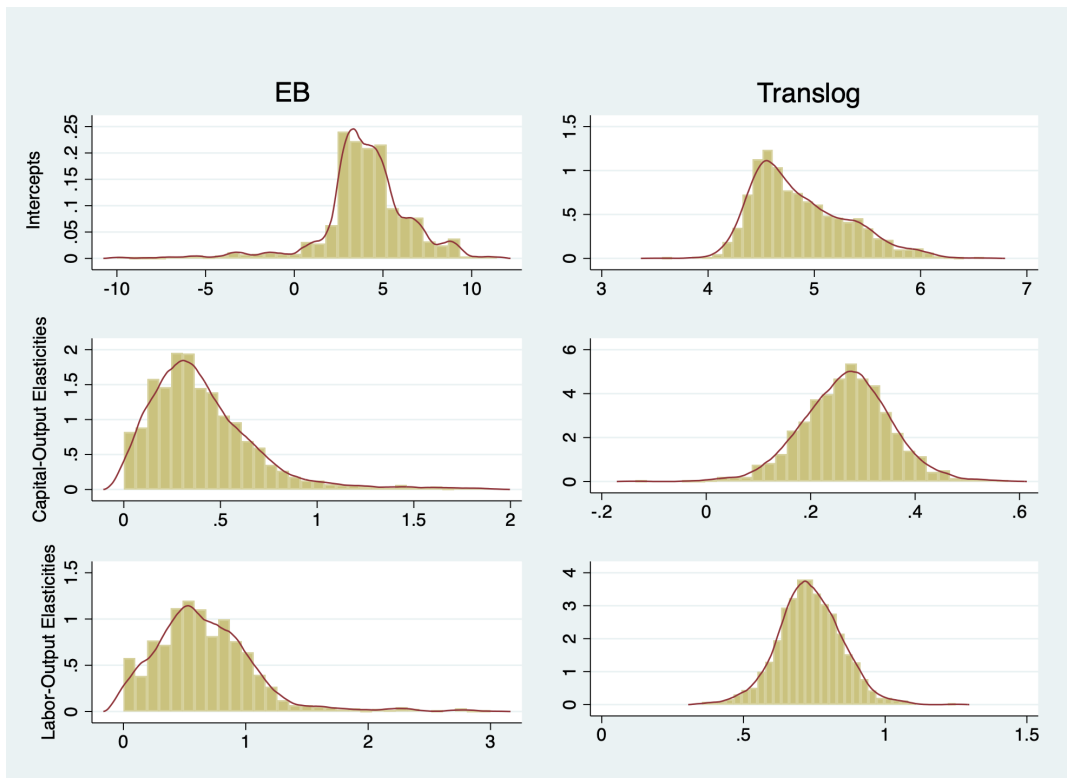 EB
Translog
Intercepts
0 .05 .1 .15 .2 .25
-10 -5 0 5 10
0 .5 1 1.5
3 4 5 6 7
Capital-Output Elasticities
0 .5 1 1.5 2
0 .5 1 1.5 2
0 2 4 6
-.2 0 .2 .4 .6
Labor-Output Elasticities
0 .5 1 1.5
0 1 2 3
0 1 2 3 4
0 .5 1 1.5